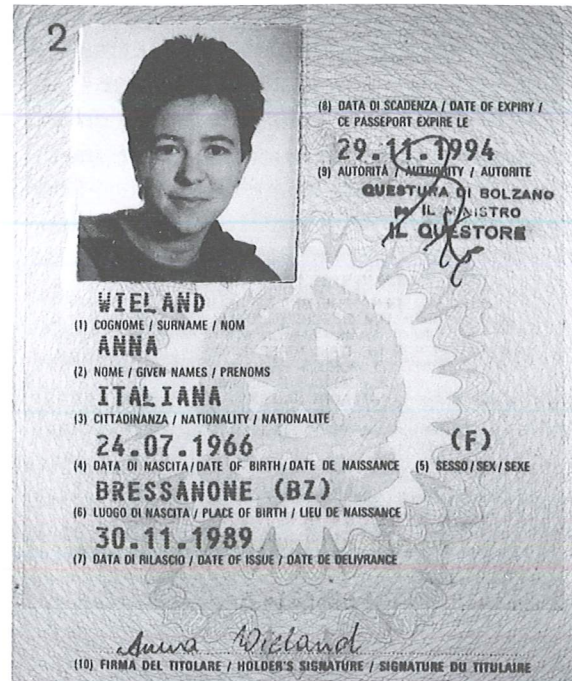 2
(8) DATA DI SCADENZA / DATE OF EXPIRY /
CE PASSEPORT EXPIRE LE
29.11.1994
(9) AUTORITÀ / AUTHORITY / AUTORITE
QUESTURA DI BOLZANO
p. IL MINISTRO
IL QUESTORE
WIELAND
(1) COGNOME / SURNAME / NOM
ANNA
(2) NOME / GIVEN NAMES / PRENOMS
ITALIANA
(3) CITTADINANZA / NATIONALITY / NATIONALITE
24.07.1966 (F)
(4) DATA DI NASCITA/DATE OF BIRTH/DATE DE NAISSANCE (5) SESSO/SEX/SEXE
BRESSANONE (BZ)
(6) LUOGO DI NASCITA / PLACE OF BIRTH / LIEU DE NAISSANCE
30.11.1989
(7) DATA DI RILASCIO / DATE OF ISSUE / DATE DE DELIVRANCE
Anna Wieland
(10) FIRMA DEL TITOLARE / HOLDER'S SIGNATURE / SIGNATURE DU TITULAIRE